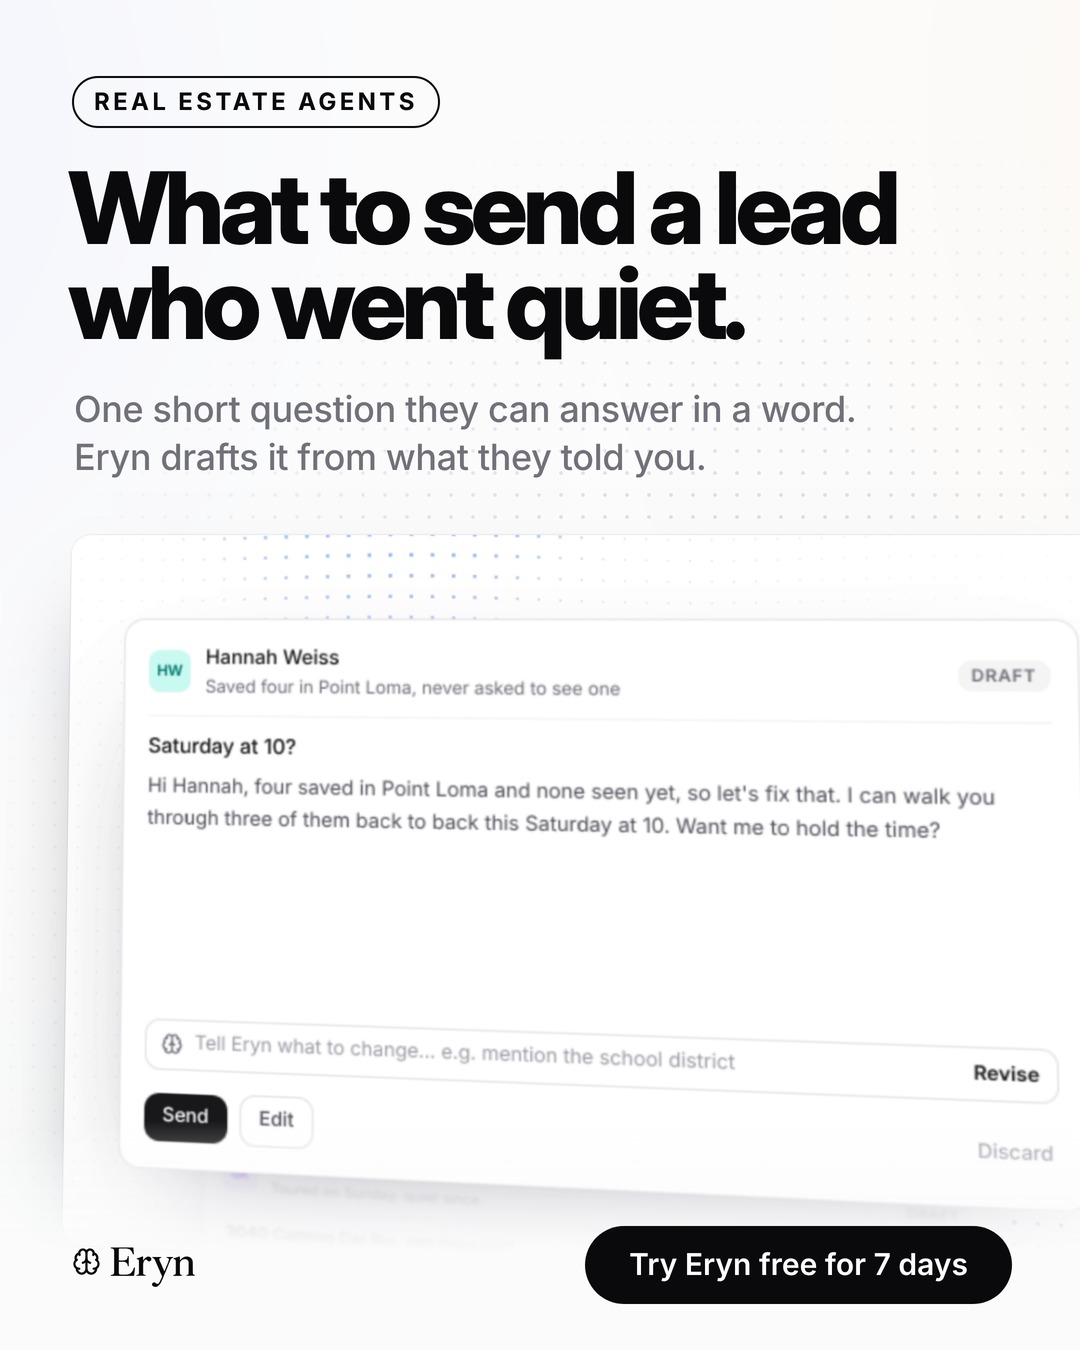 REAL ESTATE AGENTS
What to send a lead
who went quiet.
One short question they can answer in a word.
Eryn drafts it from what they told you.
HW
Hannah Weiss
Saved four in Point Loma, never asked to see one
DRAFT
Saturday at 10?
Hi Hannah, four saved in Point Loma and none seen yet, so let's fix that. I can walk you
through three of them back to back this Saturday at 10. Want me to hold the time?
Tell Eryn what to change... e.g. mention the school district
Revise
Send
Edit
Discard
Toured on Sunday, quiet since
Eryn
Try Eryn free for 7 days